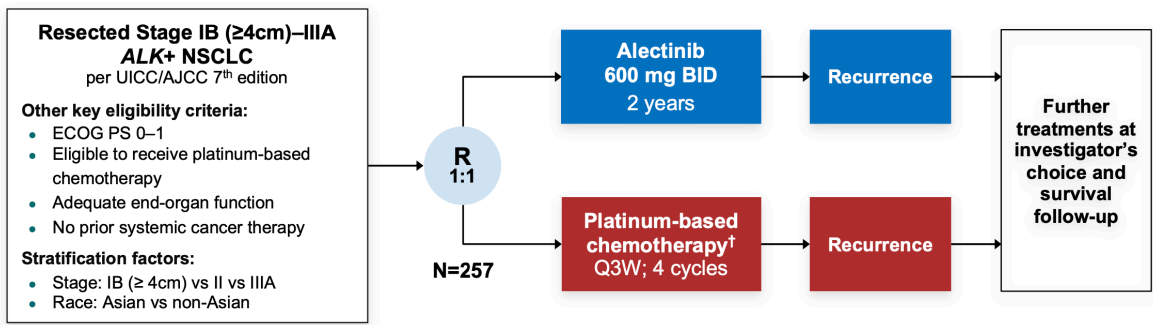 Resected Stage IB (≥4cm)–IIIA
ALK+ NSCLC
per UICC/AJCC 7th edition
Other key eligibility criteria:
• ECOG PS 0–1
• Eligible to receive platinum-based
chemotherapy
• Adequate end-organ function
• No prior systemic cancer therapy
Stratification factors:
• Stage: IB (≥ 4cm) vs II vs IIIA
• Race: Asian vs non-Asian
R
1:1
N=257
Alectinib
600 mg BID
2 years
Recurrence
Platinum-based
chemotherapy†
Q3W; 4 cycles
Recurrence
Further
treatments at
investigator’s
choice and
survival
follow-up